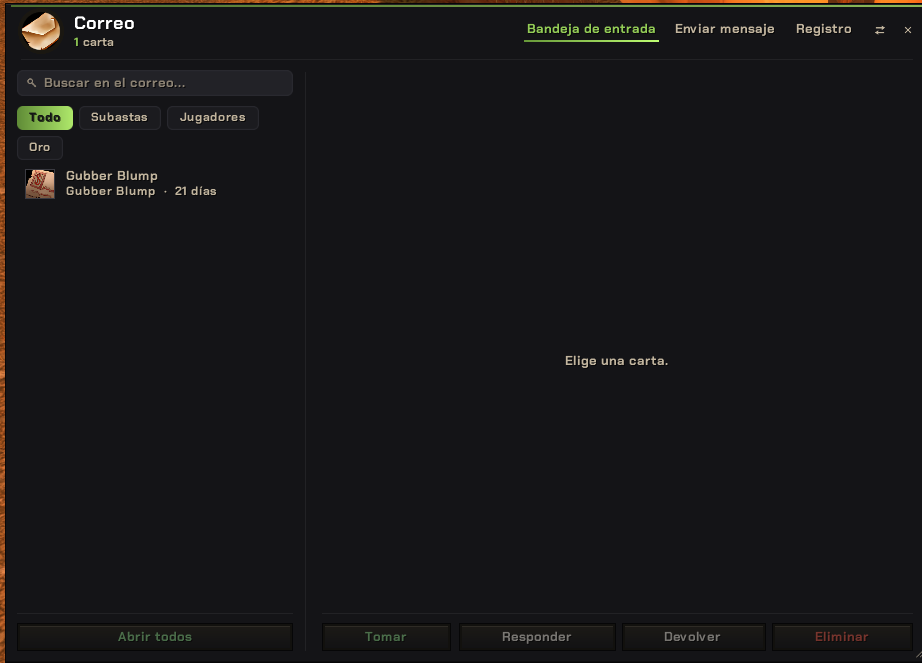 Correo
1 carta
Bandeja de entrada
Enviar mensaje
Registro
Buscar en el correo...
Todo
Subastas
Jugadores
Oro
Gubber Blump
Gubber Blump · 21 días
Elige una carta.
Abrir todos
Tomar
Responder
Devolver
Eliminar